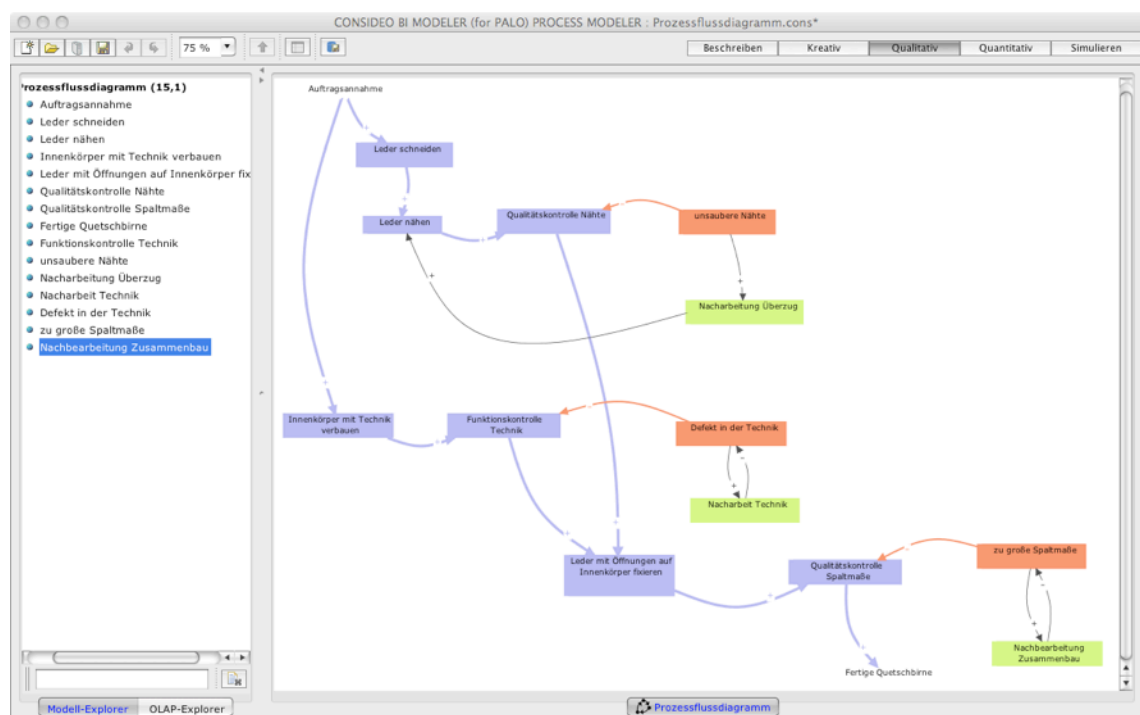 CONSIDEO BI MODELER (for PALO) PROCESS MODELER : Prozessflussdiagramm.cons*
75 %
Beschreiben
Kreativ
Qualitativ
Quantitativ
Simulieren
rozessflussdiagramm (15,1)
Auftragsannahme
Leder schneiden
Leder nähen
Innenkörper mit Technik verbauen
Leder mit Öffnungen auf Innenkörper fix
Qualitätskontrolle Nähte
Qualitätskontrolle Spaltmaße
Fertige Quetschbirne
Funktionskontrolle Technik
unsaubere Nähte
Nacharbeitung Überzug
Nacharbeit Technik
Defekt in der Technik
zu große Spaltmaße
Nachbearbeitung Zusammenbau
Auftragsannahme
Leder schneiden
Leder nähen
Qualitätskontrolle Nähte
unsaubere Nähte
Nacharbeitung Überzug
Innenkörper mit Technik
verbauen
Funktionskontrolle
Technik
Defekt in der Technik
Nacharbeit Technik
Leder mit Öffnungen auf
Innenkörper fixieren
Qualitätskontrolle
Spaltmaße
zu große Spaltmaße
Nachbearbeitung
Zusammenbau
Fertige Quetschbirne
Modell-Explorer
OLAP-Explorer
Prozessflussdiagramm